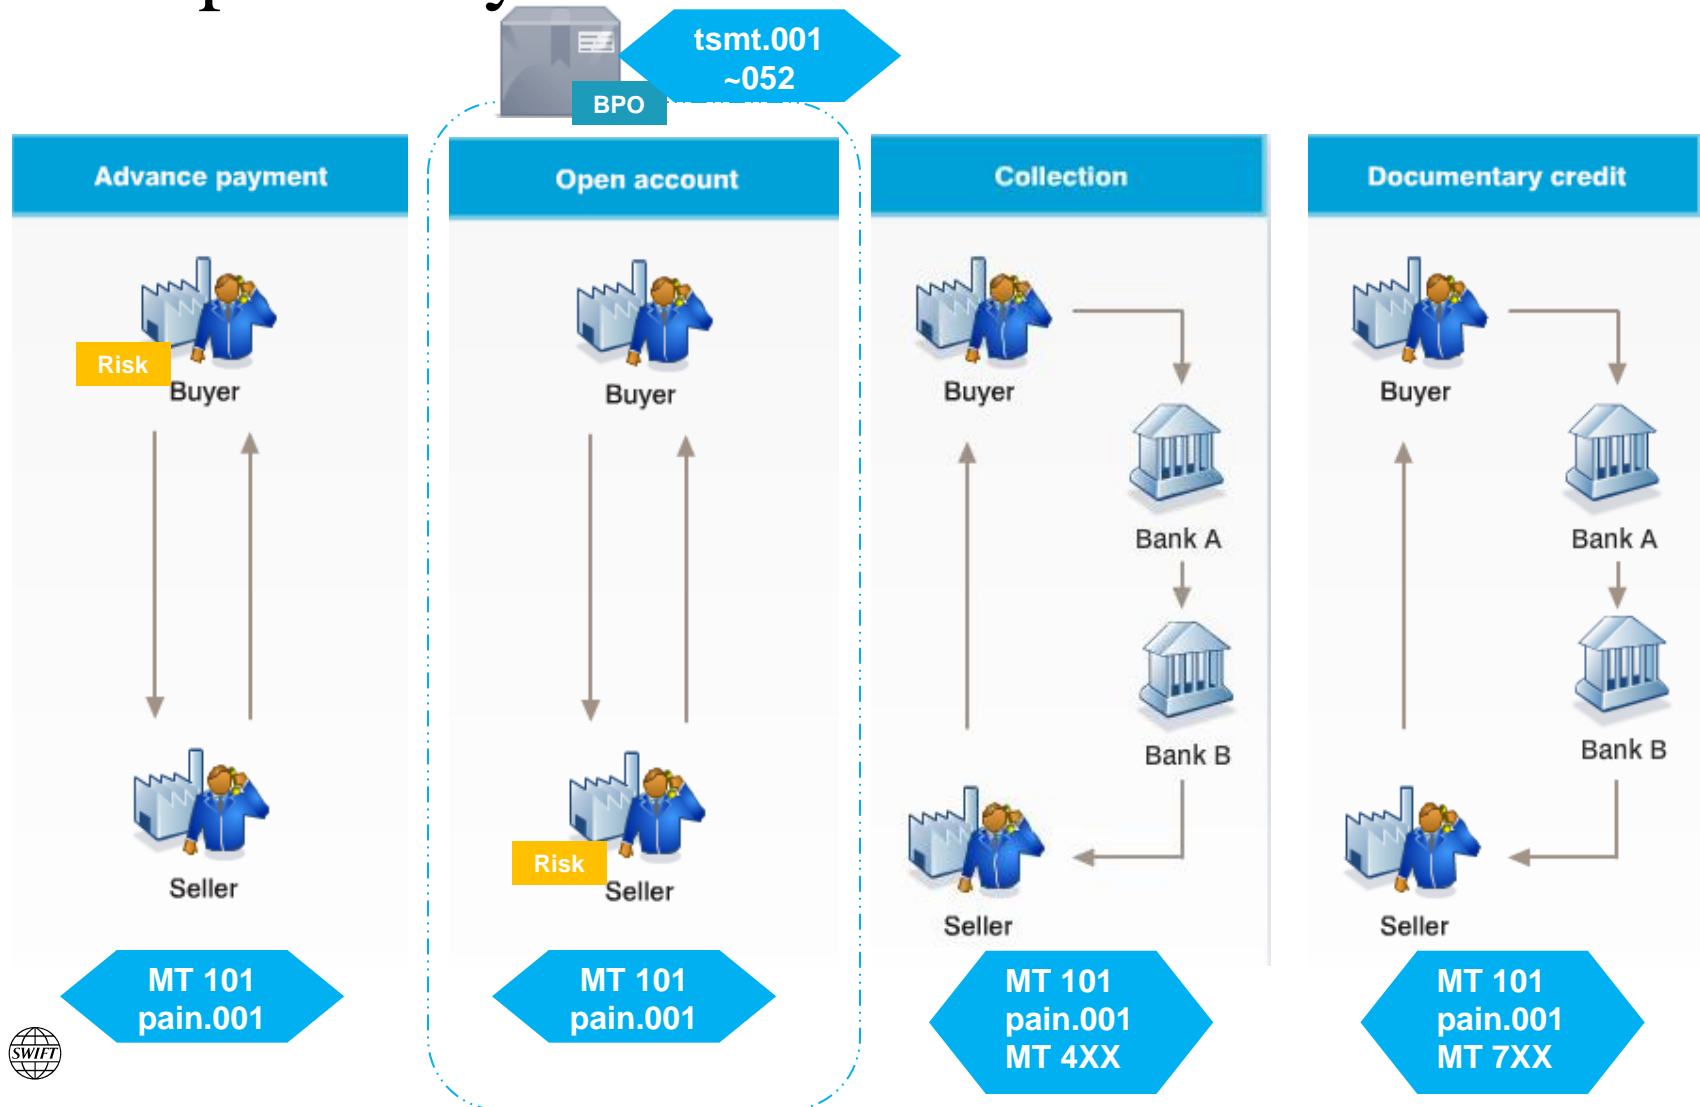 tsmt.001
~052
BPO
Advance payment
Open account
Collection
Documentary credit
Risk
Buyer
Buyer
Buyer
Buyer
Bank A
Bank A
Bank B
Bank B
Risk
Seller
Seller
Seller
Seller
MT 101
pain.001
MT 101
pain.001
MT 101
pain.001
MT 4XX
MT 101
pain.001
MT 7XX
SWIFT